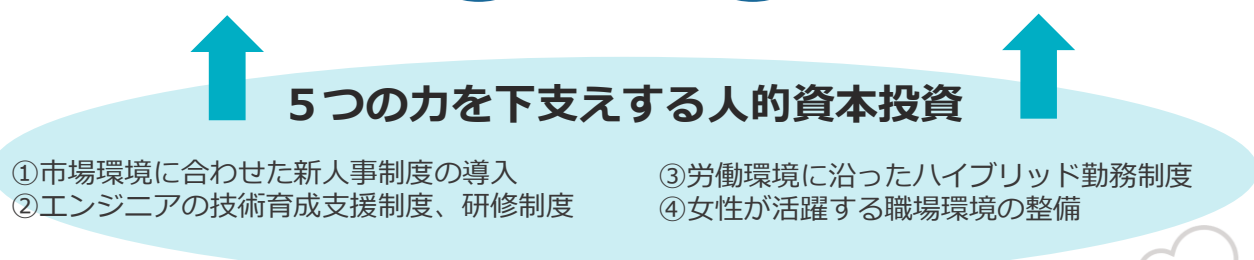 ５つの力を下支えする人的資本投資
①市場環境に合わせた新人事制度の導入
②エンジニアの技術育成支援制度、研修制度
③労働環境に沿ったハイブリッド勤務制度
④女性が活躍する職場環境の整備